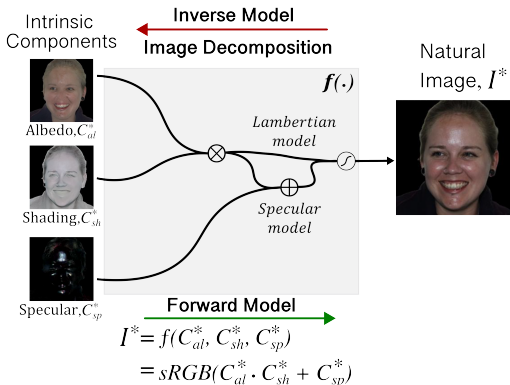 Intrinsic
Components
Inverse Model
Image Decomposition
Natural
Image, I*
f(.)
Albedo,C*al
Lambertian
model
Shading,C*sh
Specular
model
Specular,C*sp
Forward Model
I* = f(C*al, C*sh, C*sp)
= sRGB(C*al · C*sh + C*sp)